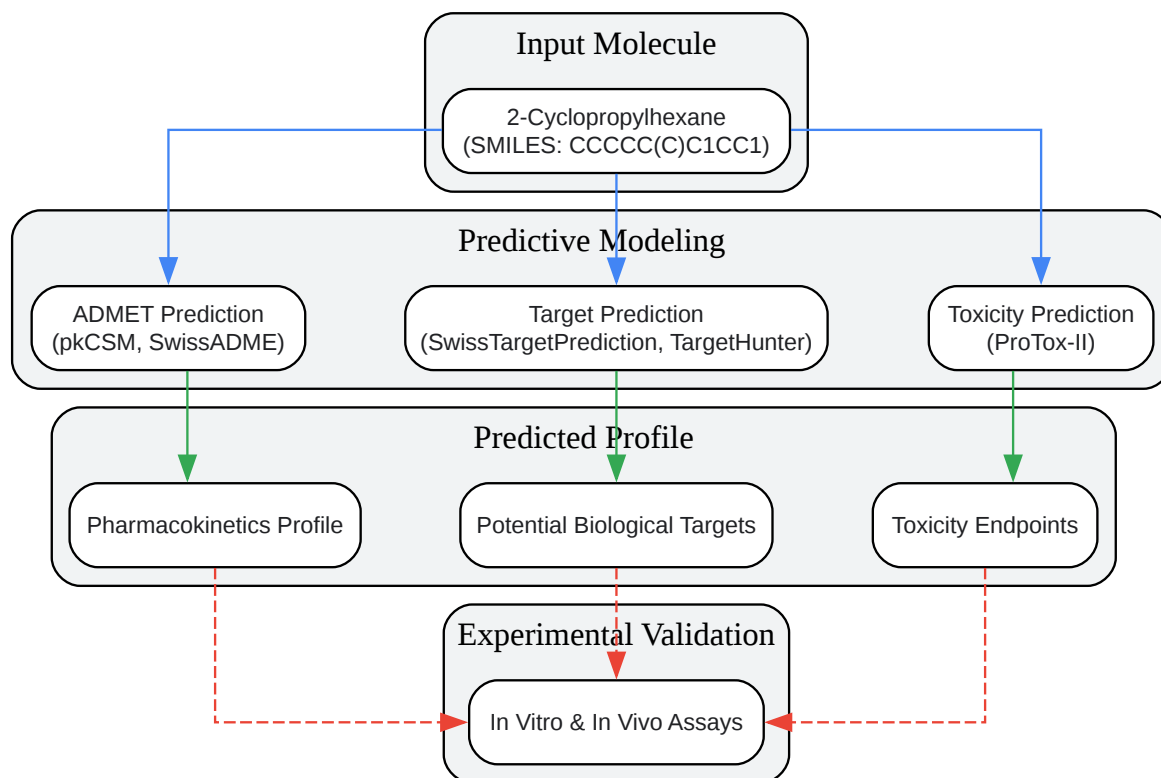 Input Molecule
2-Cyclopropylhexane
(SMILES: CCCCC(C)C1CC1)
Predictive Modeling
ADMET Prediction
(pkCSM, SwissADME)
Target Prediction
(SwissTargetPrediction, TargetHunter)
Toxicity Prediction
(ProTox-II)
Predicted Profile
Pharmacokinetics Profile
Potential Biological Targets
Toxicity Endpoints
Experimental Validation
In Vitro & In Vivo Assays